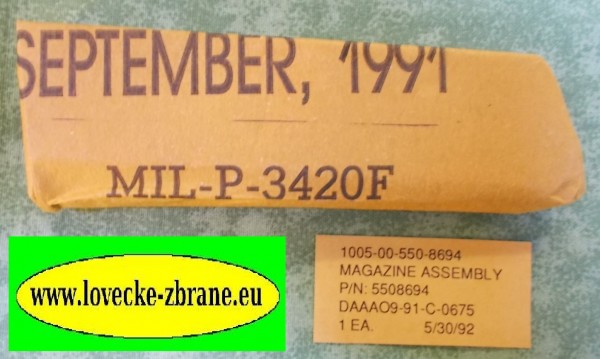 SEPTEMBER, 1991
MIL-P-3420F
www.lovecke-zbrane.eu
1005-00-550-8694
MAGAZINE ASSEMBLY
P/N: 5508694
DAAAO9-91-C-0675
1 EA. 5/30/92